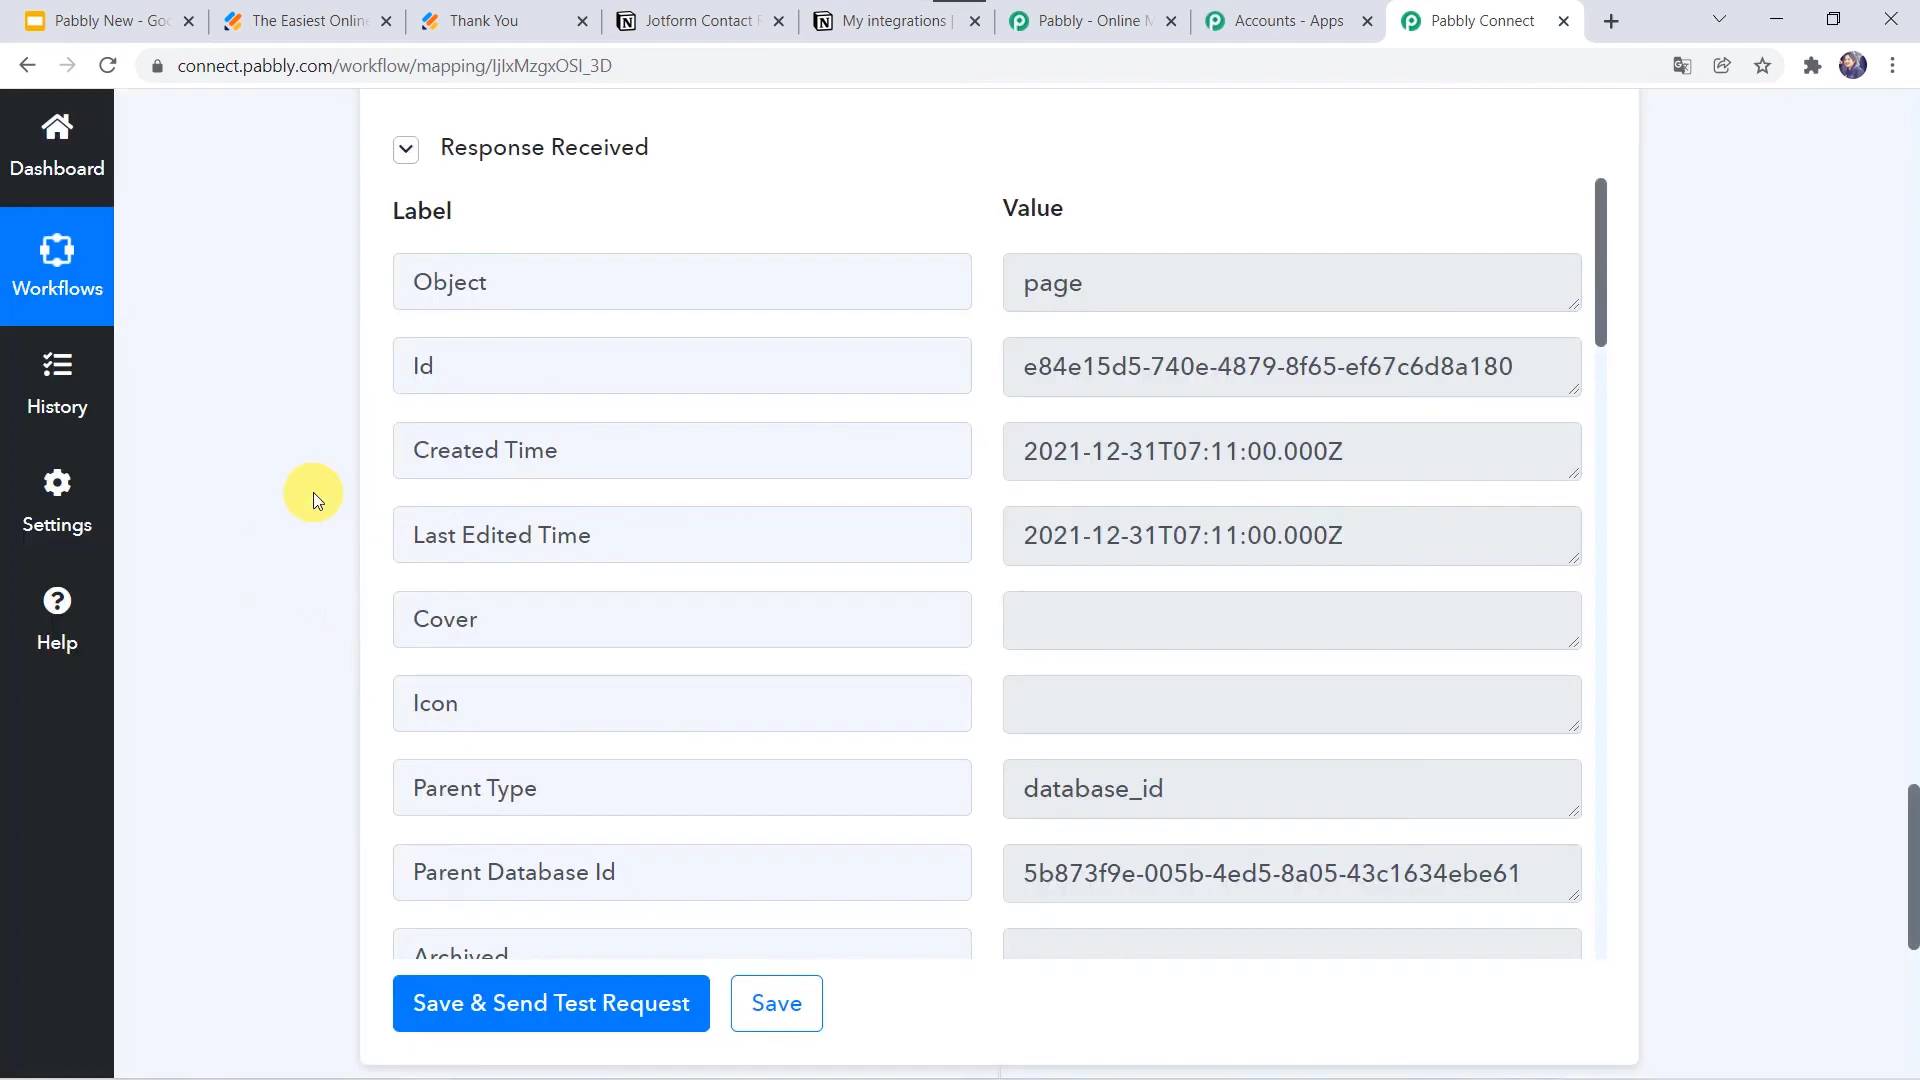 Pabbly New - Goo
The Easiest Online
Thank You
Jotform Contact F
My integrations |
Pabbly - Online M
Accounts - Apps
Pabbly Connect
connect.pabbly.com/workflow/mapping/IjIxMzgxOSI_3D
Dashboard
Workflows
History
Settings
Help
Response Received
Label
Value
Object
page
Id
e84e15d5-740e-4879-8f65-ef67c6d8a180
Created Time
2021-12-31T07:11:00.000Z
Last Edited Time
2021-12-31T07:11:00.000Z
Cover
Icon
Parent Type
database_id
Parent Database Id
5b873f9e-005b-4ed5-8a05-43c1634ebe61
Archived
Save & Send Test Request
Save